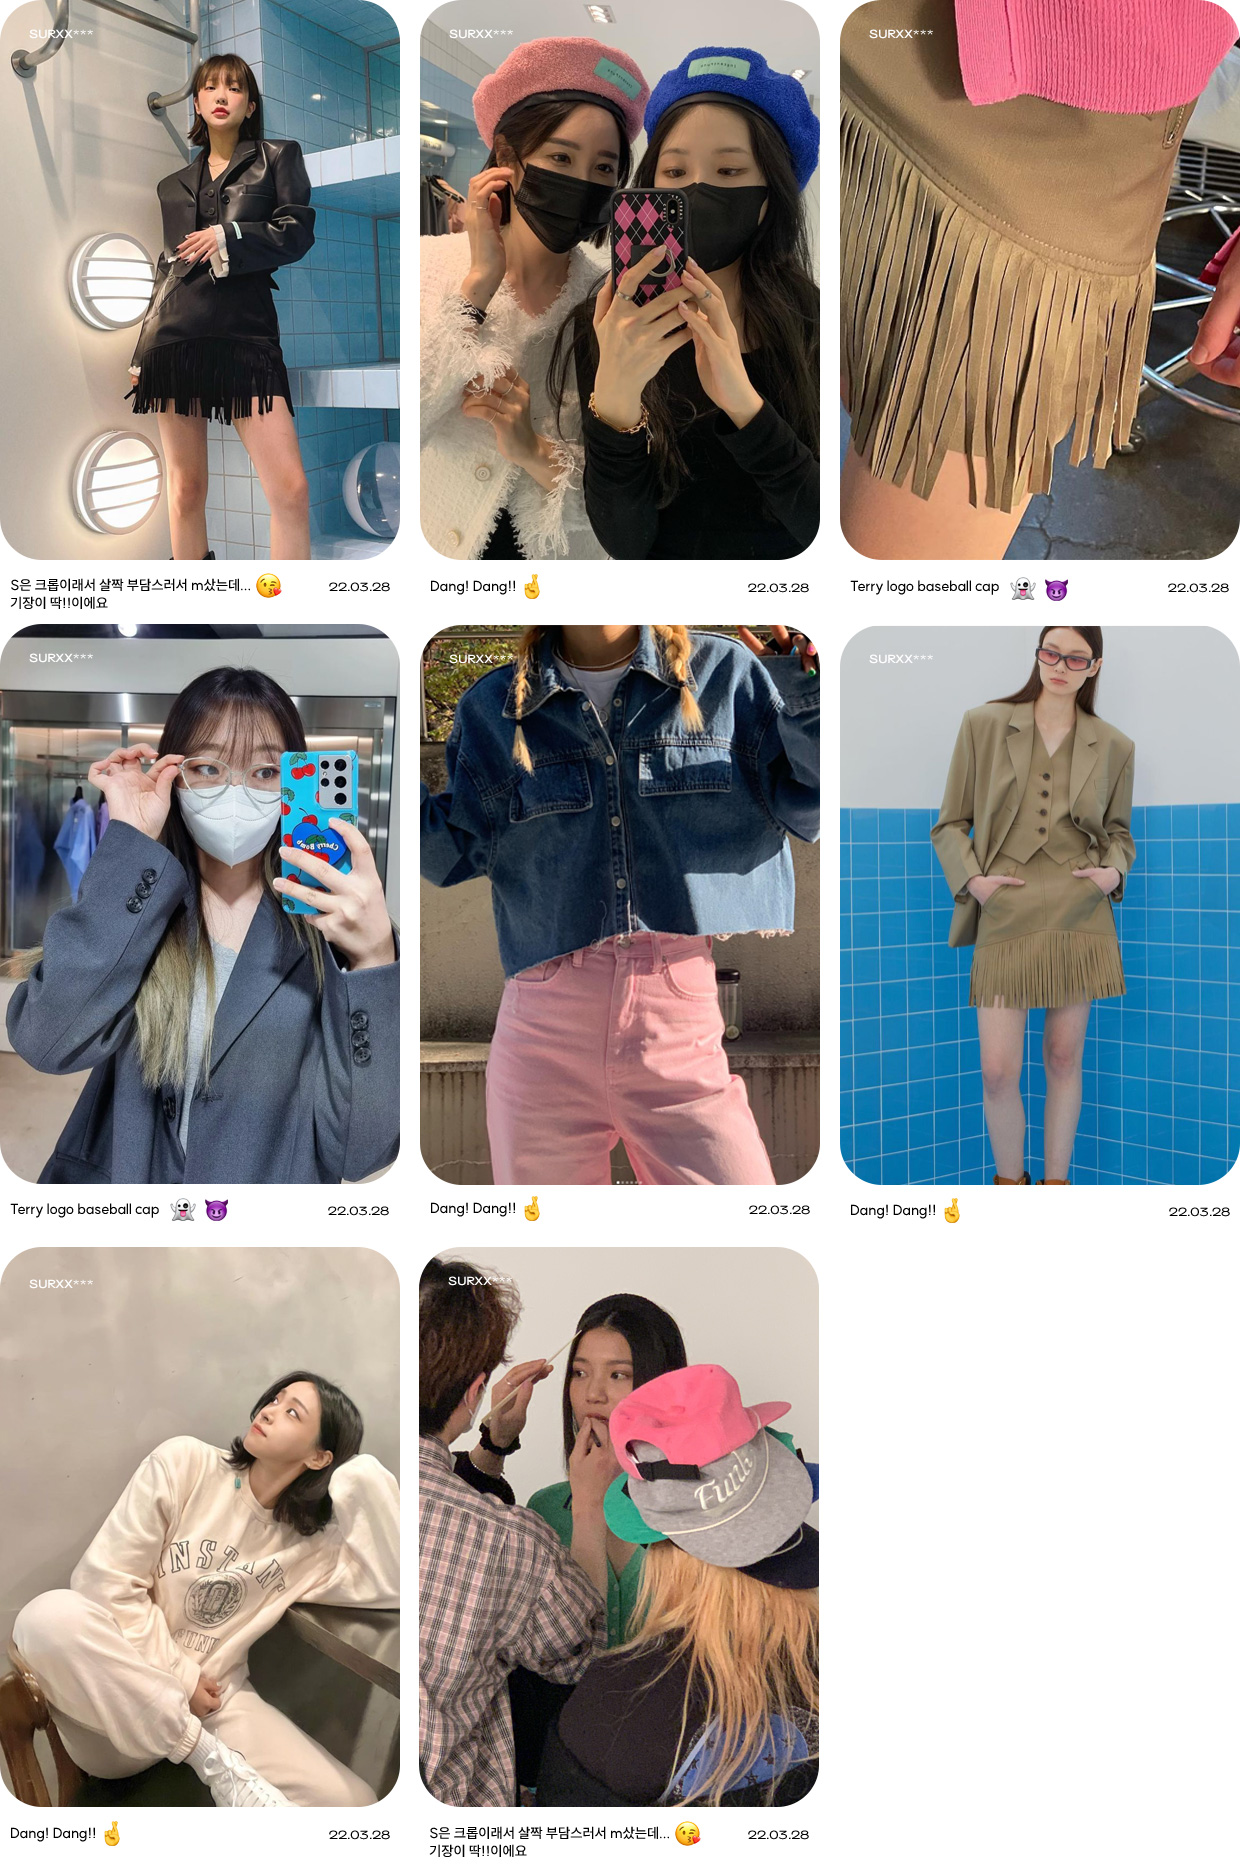 SURXX***
SURXX***
SURXX***
S은 크롭이래서 살짝 부담스러서 m샀는데... 😘
기장이 딱!!이에요
22.03.28
Dang! Dang!! 🤞
22.03.28
Terry logo baseball cap 👻 😈
22.03.28
SURXX***
SURXX***
SURXX***
Cherry Bomb
Terry logo baseball cap 👻 😈
22.03.28
Dang! Dang!! 🤞
22.03.28
Dang! Dang!! 🤞
22.03.28
SURXX***
SURXX***
INSTANT
FUNK
Funk
Dang! Dang!! 🤞
22.03.28
S은 크롭이래서 살짝 부담스러서 m샀는데... 😘
기장이 딱!!이에요
22.03.28